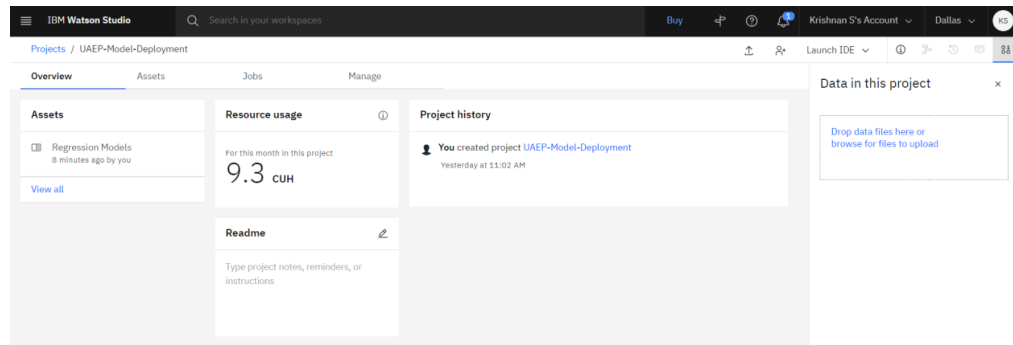 IBM Watson Studio
Search in your workspaces
Buy
1
Krishnan S's Account
Dallas
KS
Projects / UAEP-Model-Deployment
Launch IDE
Overview
Assets
Jobs
Manage
Assets
Regression Models
8 minutes ago by you
View all
Resource usage
For this month in this project
9.3 CUH
Readme
Type project notes, reminders, or
instructions
Project history
You created project UAEP-Model-Deployment
Yesterday at 11:02 AM
Data in this project
Drop data files here or
browse for files to upload